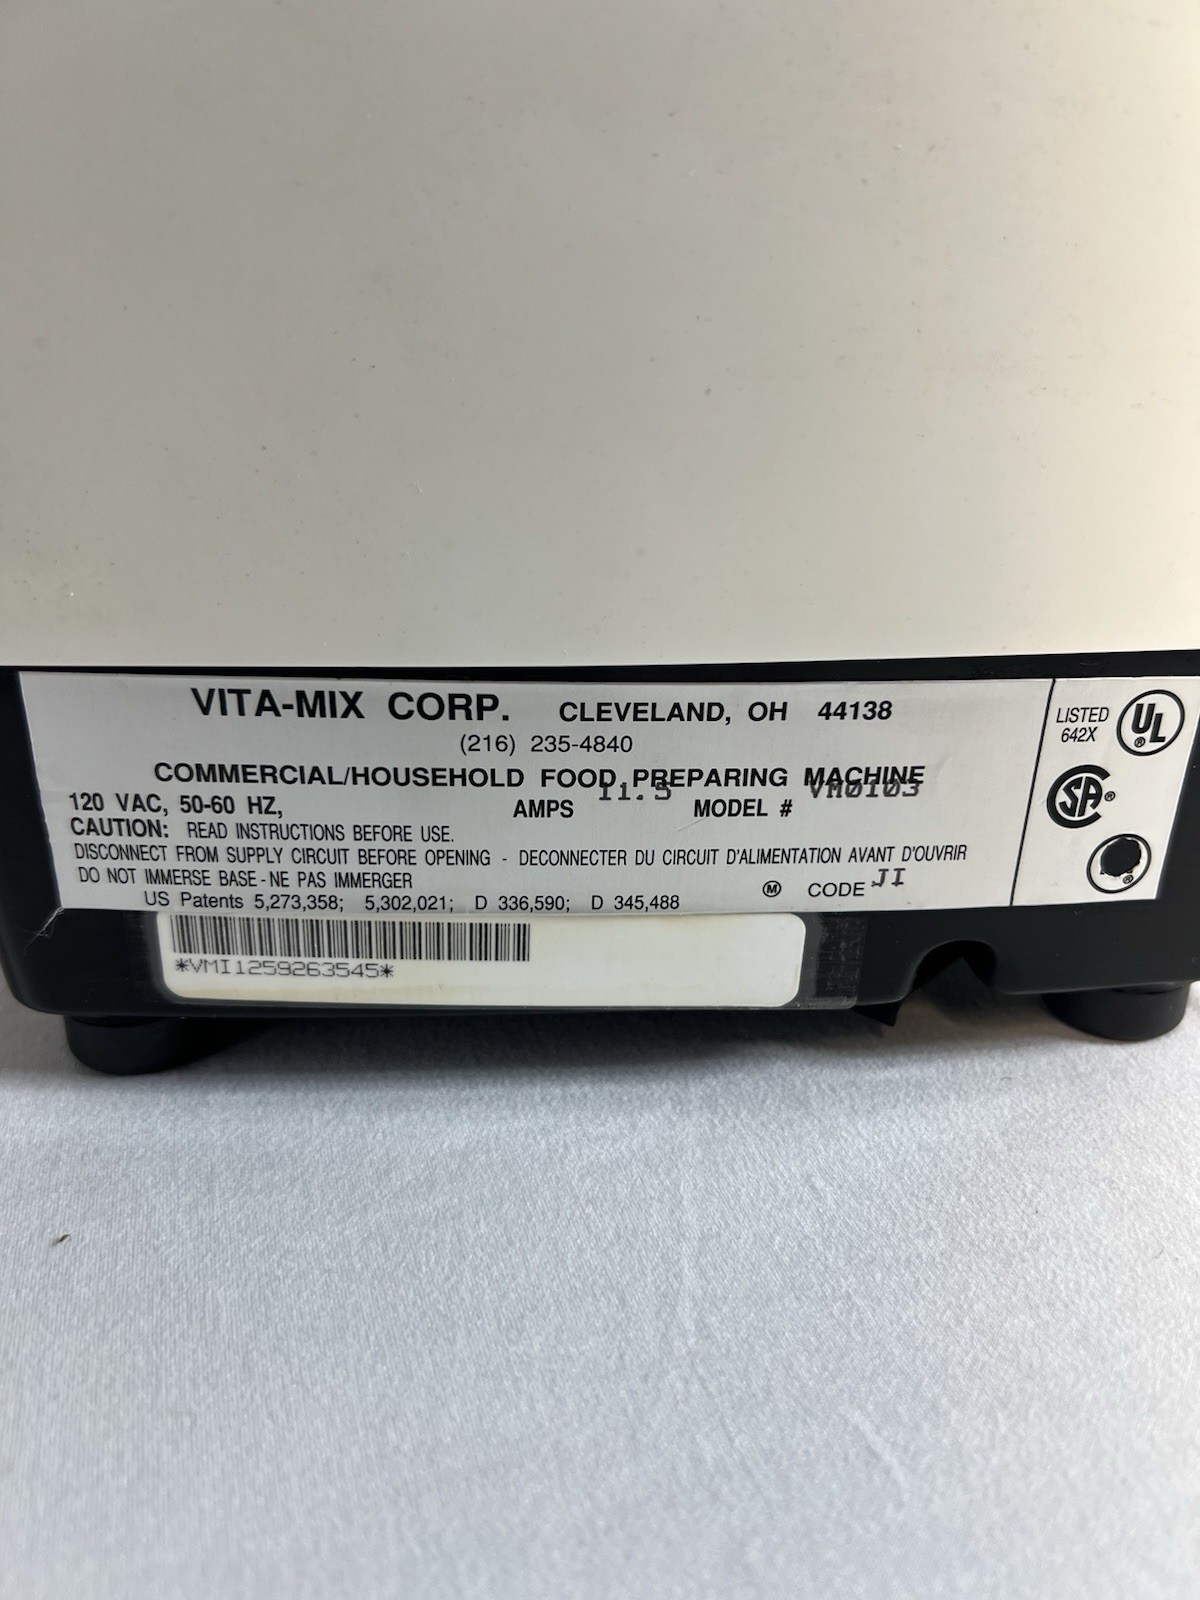 VITA-MIX CORP. CLEVELAND, OH 44138
(216) 235-4840
COMMERCIAL/HOUSEHOLD FOOD PREPARING MACHINE
120 VAC, 50-60 HZ, AMPS 11.5 MODEL # VM0103
CAUTION: READ INSTRUCTIONS BEFORE USE.
DISCONNECT FROM SUPPLY CIRCUIT BEFORE OPENING - DECONNECTER DU CIRCUIT D'ALIMENTATION AVANT D'OUVRIR
DO NOT IMMERSE BASE - NE PAS IMMERGER
US Patents 5,273,358; 5,302,021; D 336,590; D 345,488 Ⓜ CODE JI
LISTED
642X
UL®
SA®
®
*VMI1259263545*